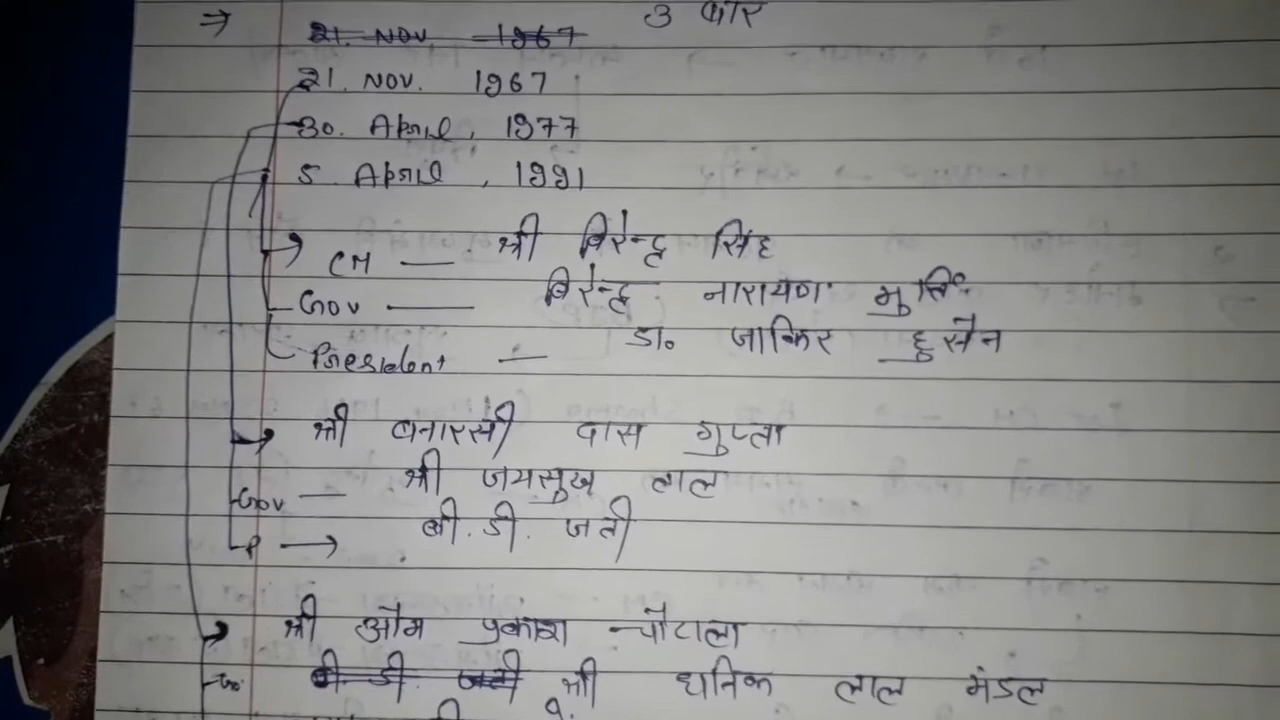 ⇒ 3 बार
21. Nov 1967
21. Nov. 1967
30. April, 1977
5. April, 1991
CM — श्री बिरेन्द्र सिंह
Gov — बिरेन्द्र नारायण
President — डा० जाकिर हुसैन
श्री बनारसी दास गुप्ता
Gov — श्री जयसुख लाल
P → बी.डी. जती
श्री ओम प्रकाश चौटाला
बी डी जती श्री धनिक लाल मंडल